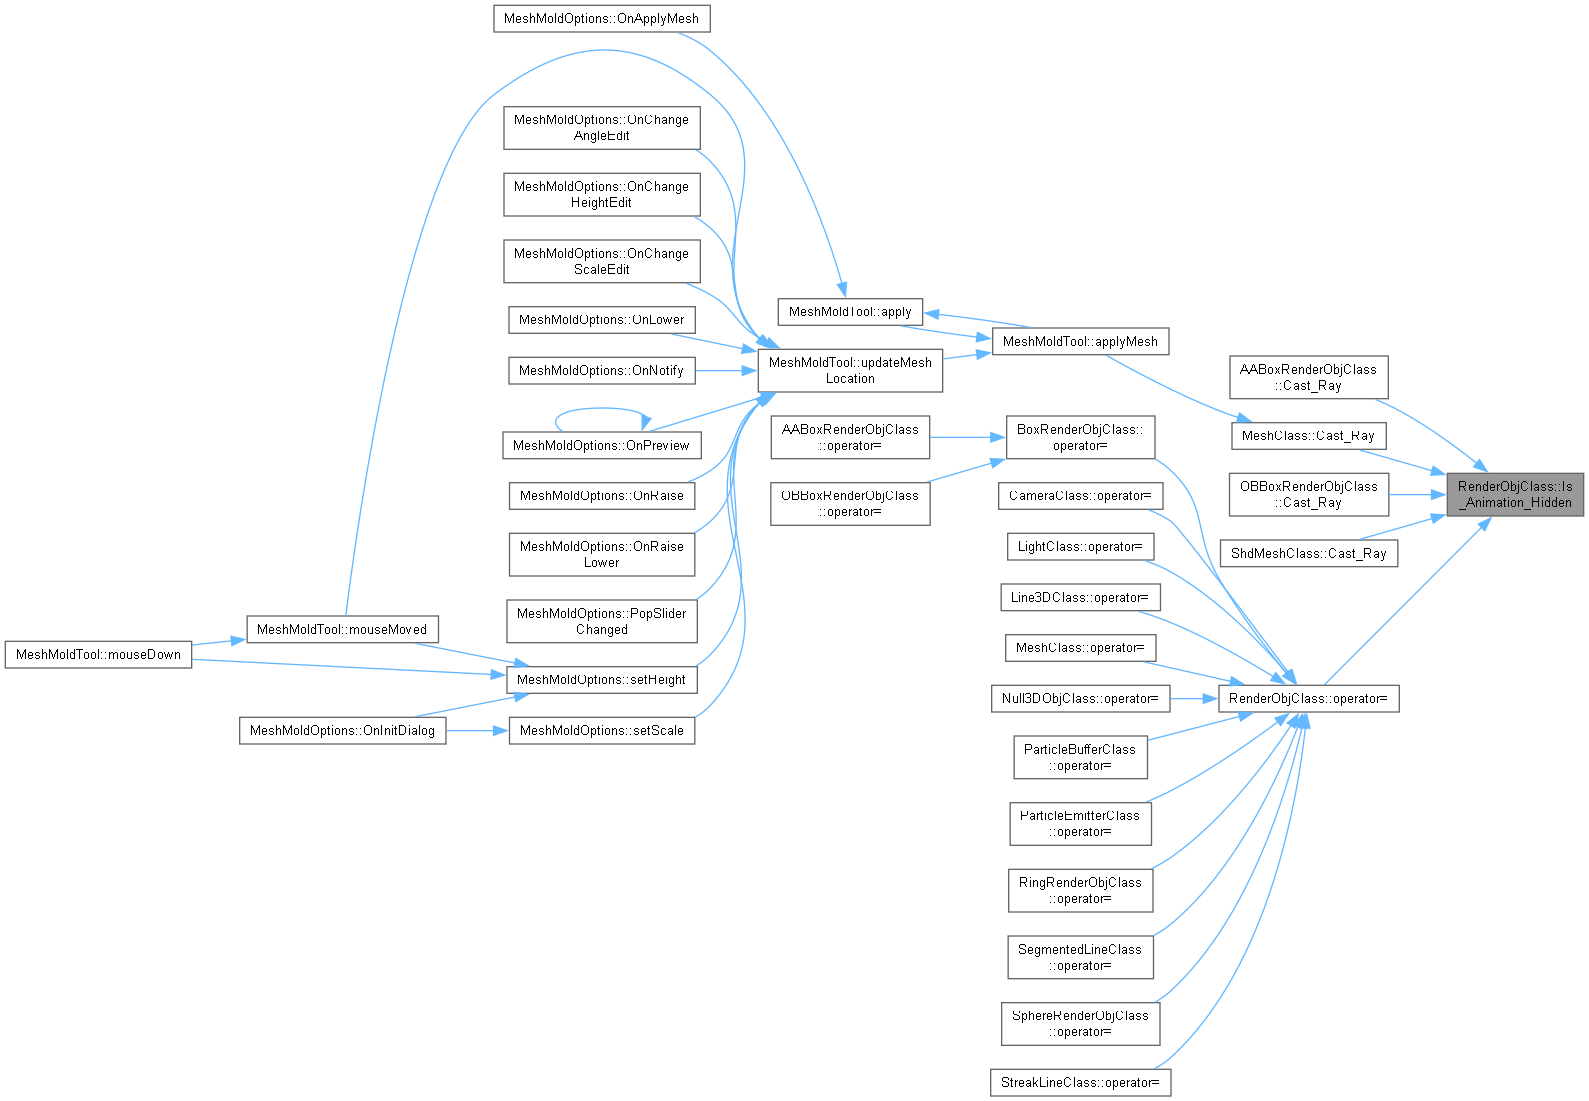 MeshMoldOptions::OnApplyMesh
MeshMoldOptions::OnChange
AngleEdit
MeshMoldOptions::OnChange
HeightEdit
MeshMoldOptions::OnChange
ScaleEdit
MeshMoldOptions::OnLower
MeshMoldOptions::OnNotify
MeshMoldOptions::OnPreview
MeshMoldOptions::OnRaise
MeshMoldOptions::OnRaise
Lower
MeshMoldOptions::PopSlider
Changed
MeshMoldTool::mouseMoved
MeshMoldTool::mouseDown
MeshMoldOptions::setHeight
MeshMoldOptions::OnInitDialog
MeshMoldOptions::setScale
MeshMoldTool::apply
MeshMoldTool::updateMesh
Location
MeshMoldTool::applyMesh
AABoxRenderObjClass
::operator=
OBBoxRenderObjClass
::operator=
BoxRenderObjClass::
operator=
CameraClass::operator=
LightClass::operator=
Line3DClass::operator=
MeshClass::operator=
Null3DObjClass::operator=
ParticleBufferClass
::operator=
ParticleEmitterClass
::operator=
RingRenderObjClass
::operator=
SegmentedLineClass
::operator=
SphereRenderObjClass
::operator=
StreakLineClass::operator=
AABoxRenderObjClass
::Cast_Ray
MeshClass::Cast_Ray
OBBoxRenderObjClass
::Cast_Ray
ShdMeshClass::Cast_Ray
RenderObjClass::operator=
RenderObjClass::Is
_Animation_Hidden